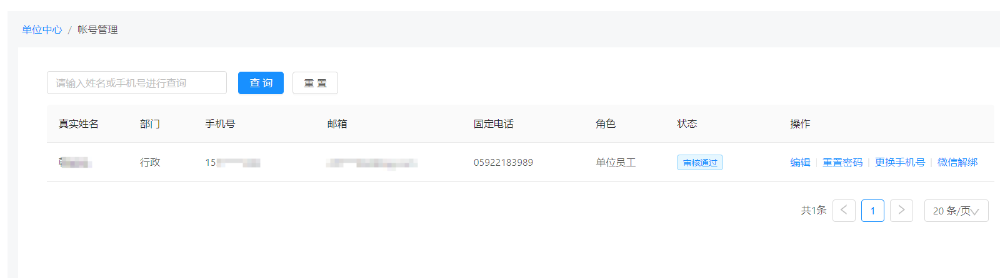 单位中心 / 帐号管理
请输入姓名或手机号进行查询 查 询 重 置
真实姓名 部门 手机号 邮箱 固定电话 角色 状态 操作
行政 15 05922183989 单位员工 审核通过 编辑 重置密码 更换手机号 微信解绑
共1条 < 1 > 20 条/页